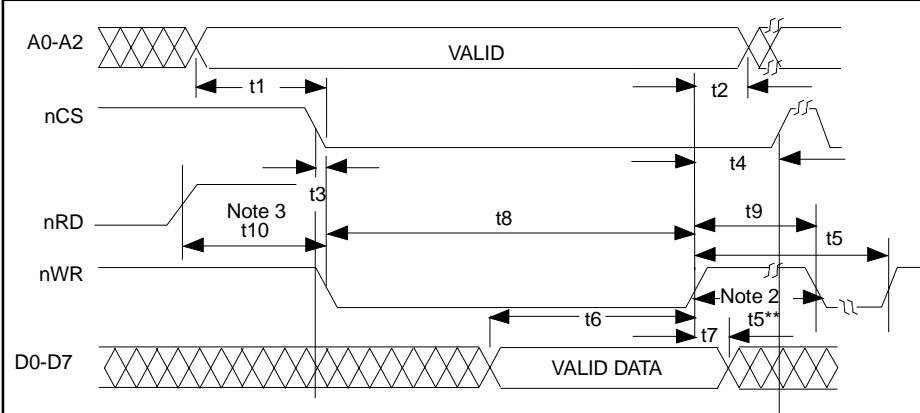 A0-A2
VALID
t1
t2
nCS
t4
t3
nRD
Note 3
t10
t8
t9
t5
nWR
Note 2
t6
t7
t5**
D0-D7
VALID DATA